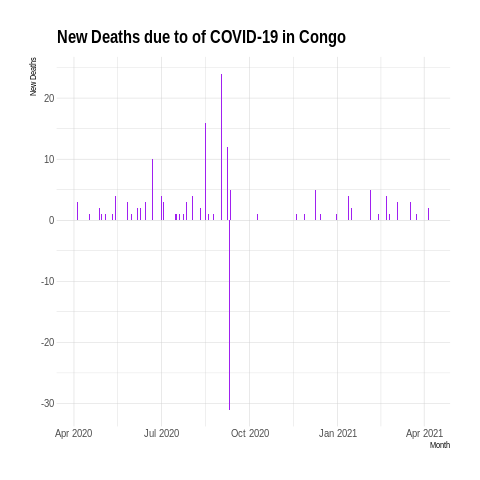 New Deaths due to of COVID-19 in Congo
New Deaths
20
10
0
-10
-20
-30
Apr 2020 Jul 2020 Oct 2020 Jan 2021 Apr 2021
Month